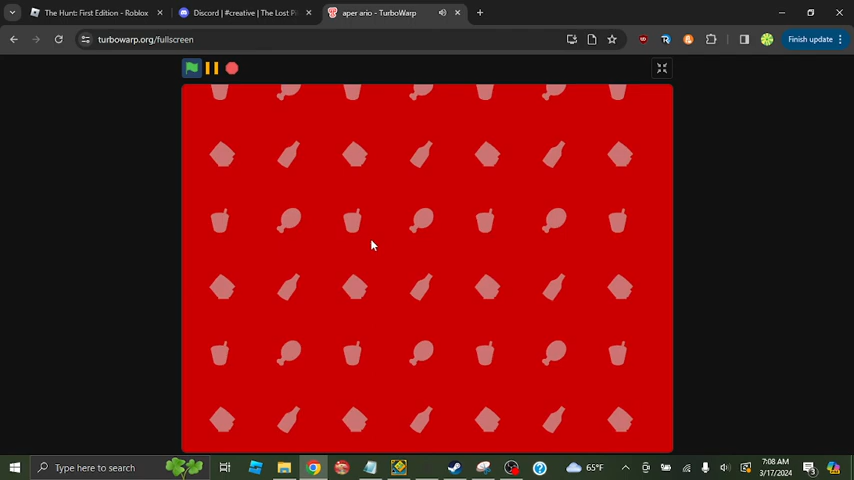 The Hunt: First Edition - Roblox
Discord | #creative | The Lost P
aper ario - TurboWarp
turbowarp.org/fullscreen
Finish update
Type here to search
65°F
7:08 AM
3/17/2024
3